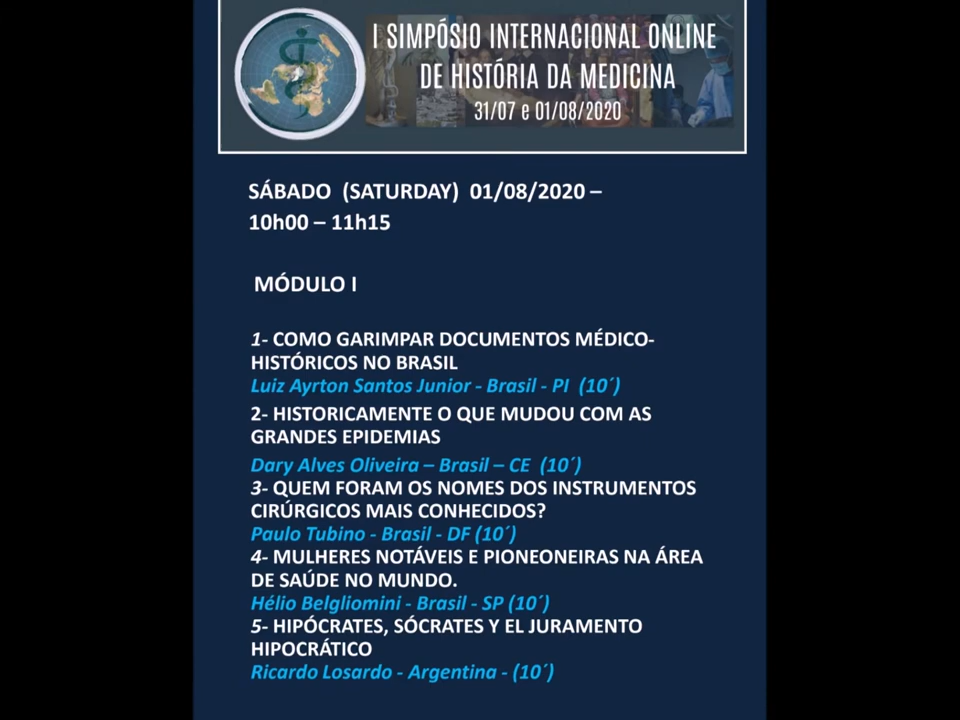 I SIMPÓSIO INTERNACIONAL ONLINE
DE HISTÓRIA DA MEDICINA
31/07 e 01/08/2020
SÁBADO (SATURDAY) 01/08/2020 –
10h00 – 11h15
MÓDULO I
1- COMO GARIMPAR DOCUMENTOS MÉDICO-
HISTÓRICOS NO BRASIL
Luiz Ayrton Santos Junior - Brasil - PI (10´)
2- HISTORICAMENTE O QUE MUDOU COM AS
GRANDES EPIDEMIAS
Dary Alves Oliveira – Brasil – CE (10´)
3- QUEM FORAM OS NOMES DOS INSTRUMENTOS
CIRÚRGICOS MAIS CONHECIDOS?
Paulo Tubino - Brasil - DF (10´)
4- MULHERES NOTÁVEIS E PIONEONEIRAS NA ÁREA
DE SAÚDE NO MUNDO.
Hélio Belgliomini - Brasil - SP (10´)
5- HIPÓCRATES, SÓCRATES Y EL JURAMENTO
HIPOCRÁTICO
Ricardo Losardo - Argentina - (10´)